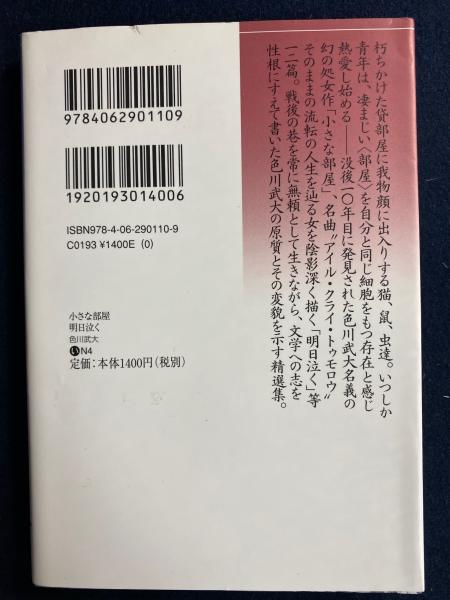 朽ちかけた貸部屋に我物顔に出入りする猫、鼠、虫達。いつしか
青年は、凄まじい〈部屋〉を自分と同じ細胞をもつ存在と感じ
熱愛し始める──没後一〇年目に発見された色川武大名義の
幻の処女作「小さな部屋」、名曲〝アイル・クライ・トゥモロウ〟
そのままの流転の人生を辿る女を陰影深く描く「明日泣く」等
一二篇。戦後の巷を常に無頼として生きながら、文学への志を
性根にすえて書いた色川武大の原質とその変貌を示す精選集。
9784062901109
1920193014006
ISBN978-4-06-290110-9
C0193 ¥1400E (0)
小さな部屋
明日泣く
色川武大
いN4
定価：本体1400円（税別）